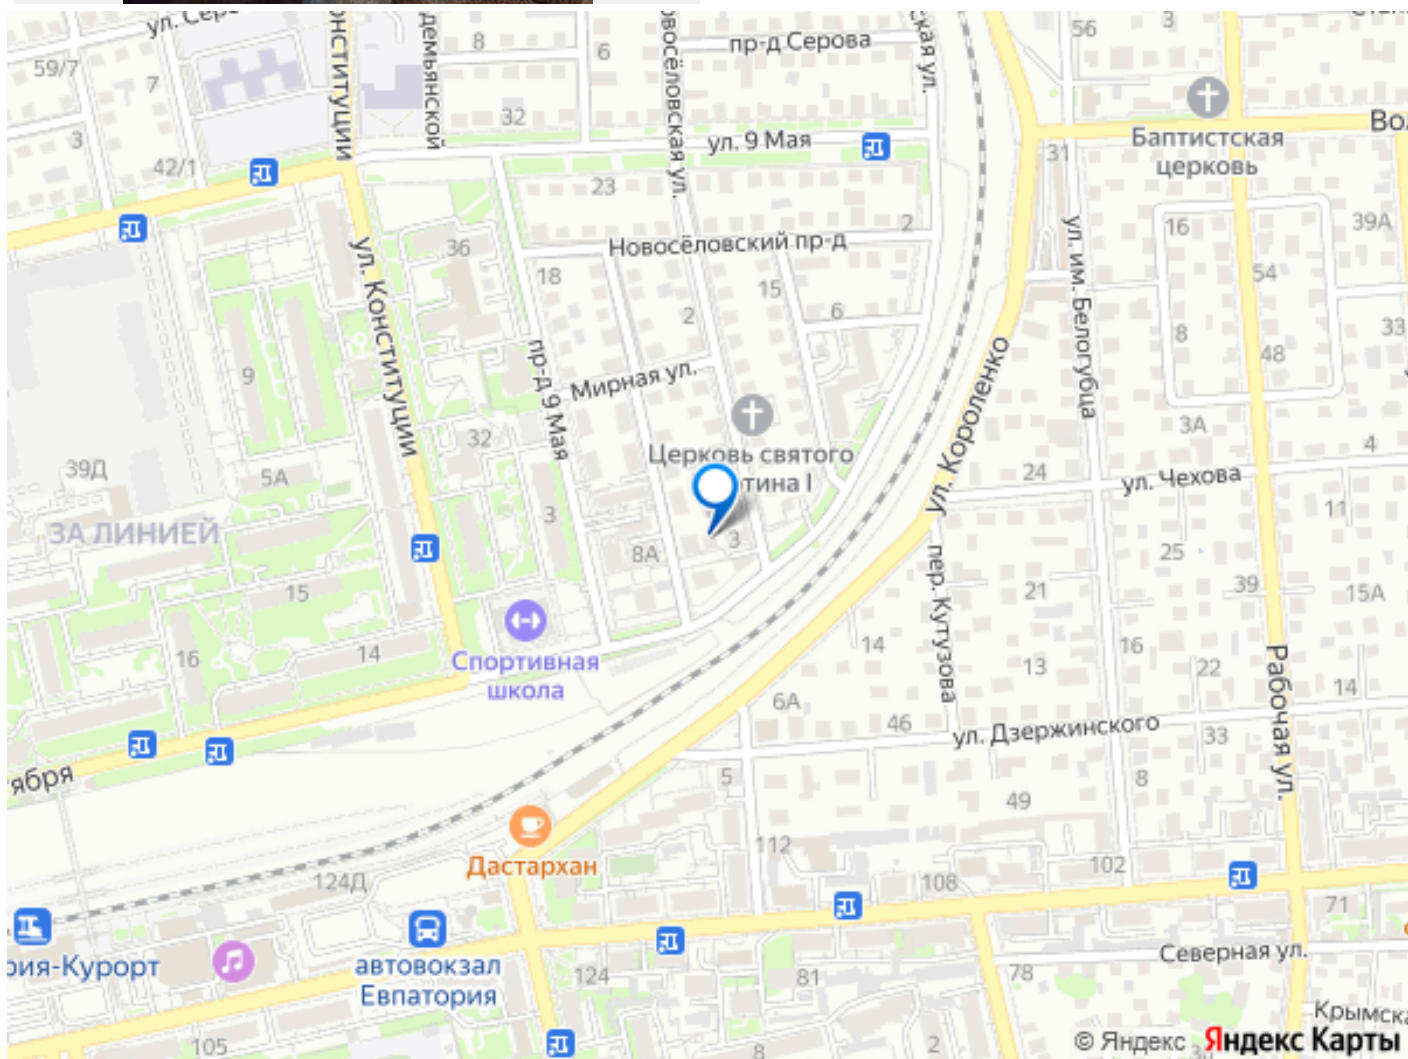 ул. Серо
онституции
демьянской
8
6
овосёловская ул.
пр-д Серова
ская ул.
56
3
59/7
7
3
32
42/1
ул. 9 Мая
31
Баптистская
церковь
Вол
23
2
Новосёловский пр-д
36
18
15
6
2
16
39А
54
33
8
48
ул. Конституции
9
пр-д 9 Мая
Мирная ул.
ул. Короленко
ул. им. Белогубца
32
3А
4
Церковь святого
тина I
39Д
5А
24
ул. Чехова
11
ЗА ЛИНИЕЙ
3
8А
3
25
39
15А
15
21
пер. Кутузова
16
14
Спортивная
школа
14
13
16
22
Рабочая ул.
14
6А
46
ул. Дзержинского
33
ября
5
8
49
Дастархан
112
102
124Д
108
71
рия-Курорт
автовокзал
Евпатория
124
81
78
Северная ул.
105
8
2
Крымска
© Яндекс Яндекс Карты